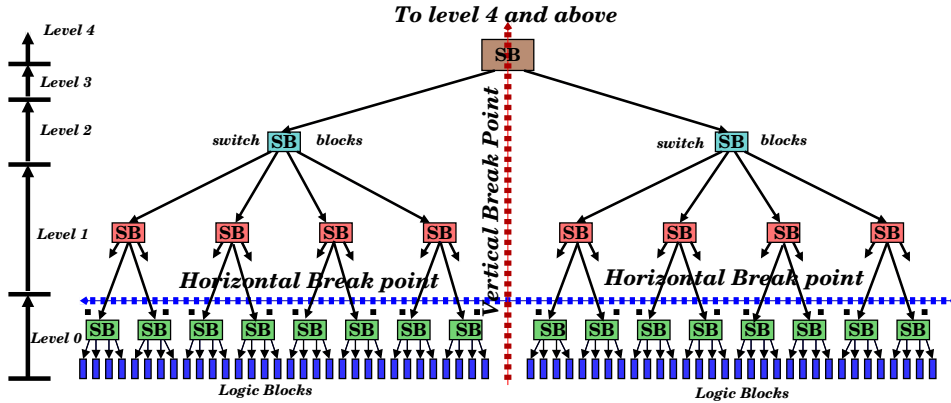 To level 4 and above
Level 4
SB
Level 3
Level 2
switch SB blocks
switch SB blocks
Vertical Break Point
Level 1
SB SB SB SB
SB SB SB SB
Horizontal Break point
Horizontal Break point
Level 0
SB SB SB SB SB SB SB SB
SB SB SB SB SB SB SB SB
Logic Blocks
Logic Blocks